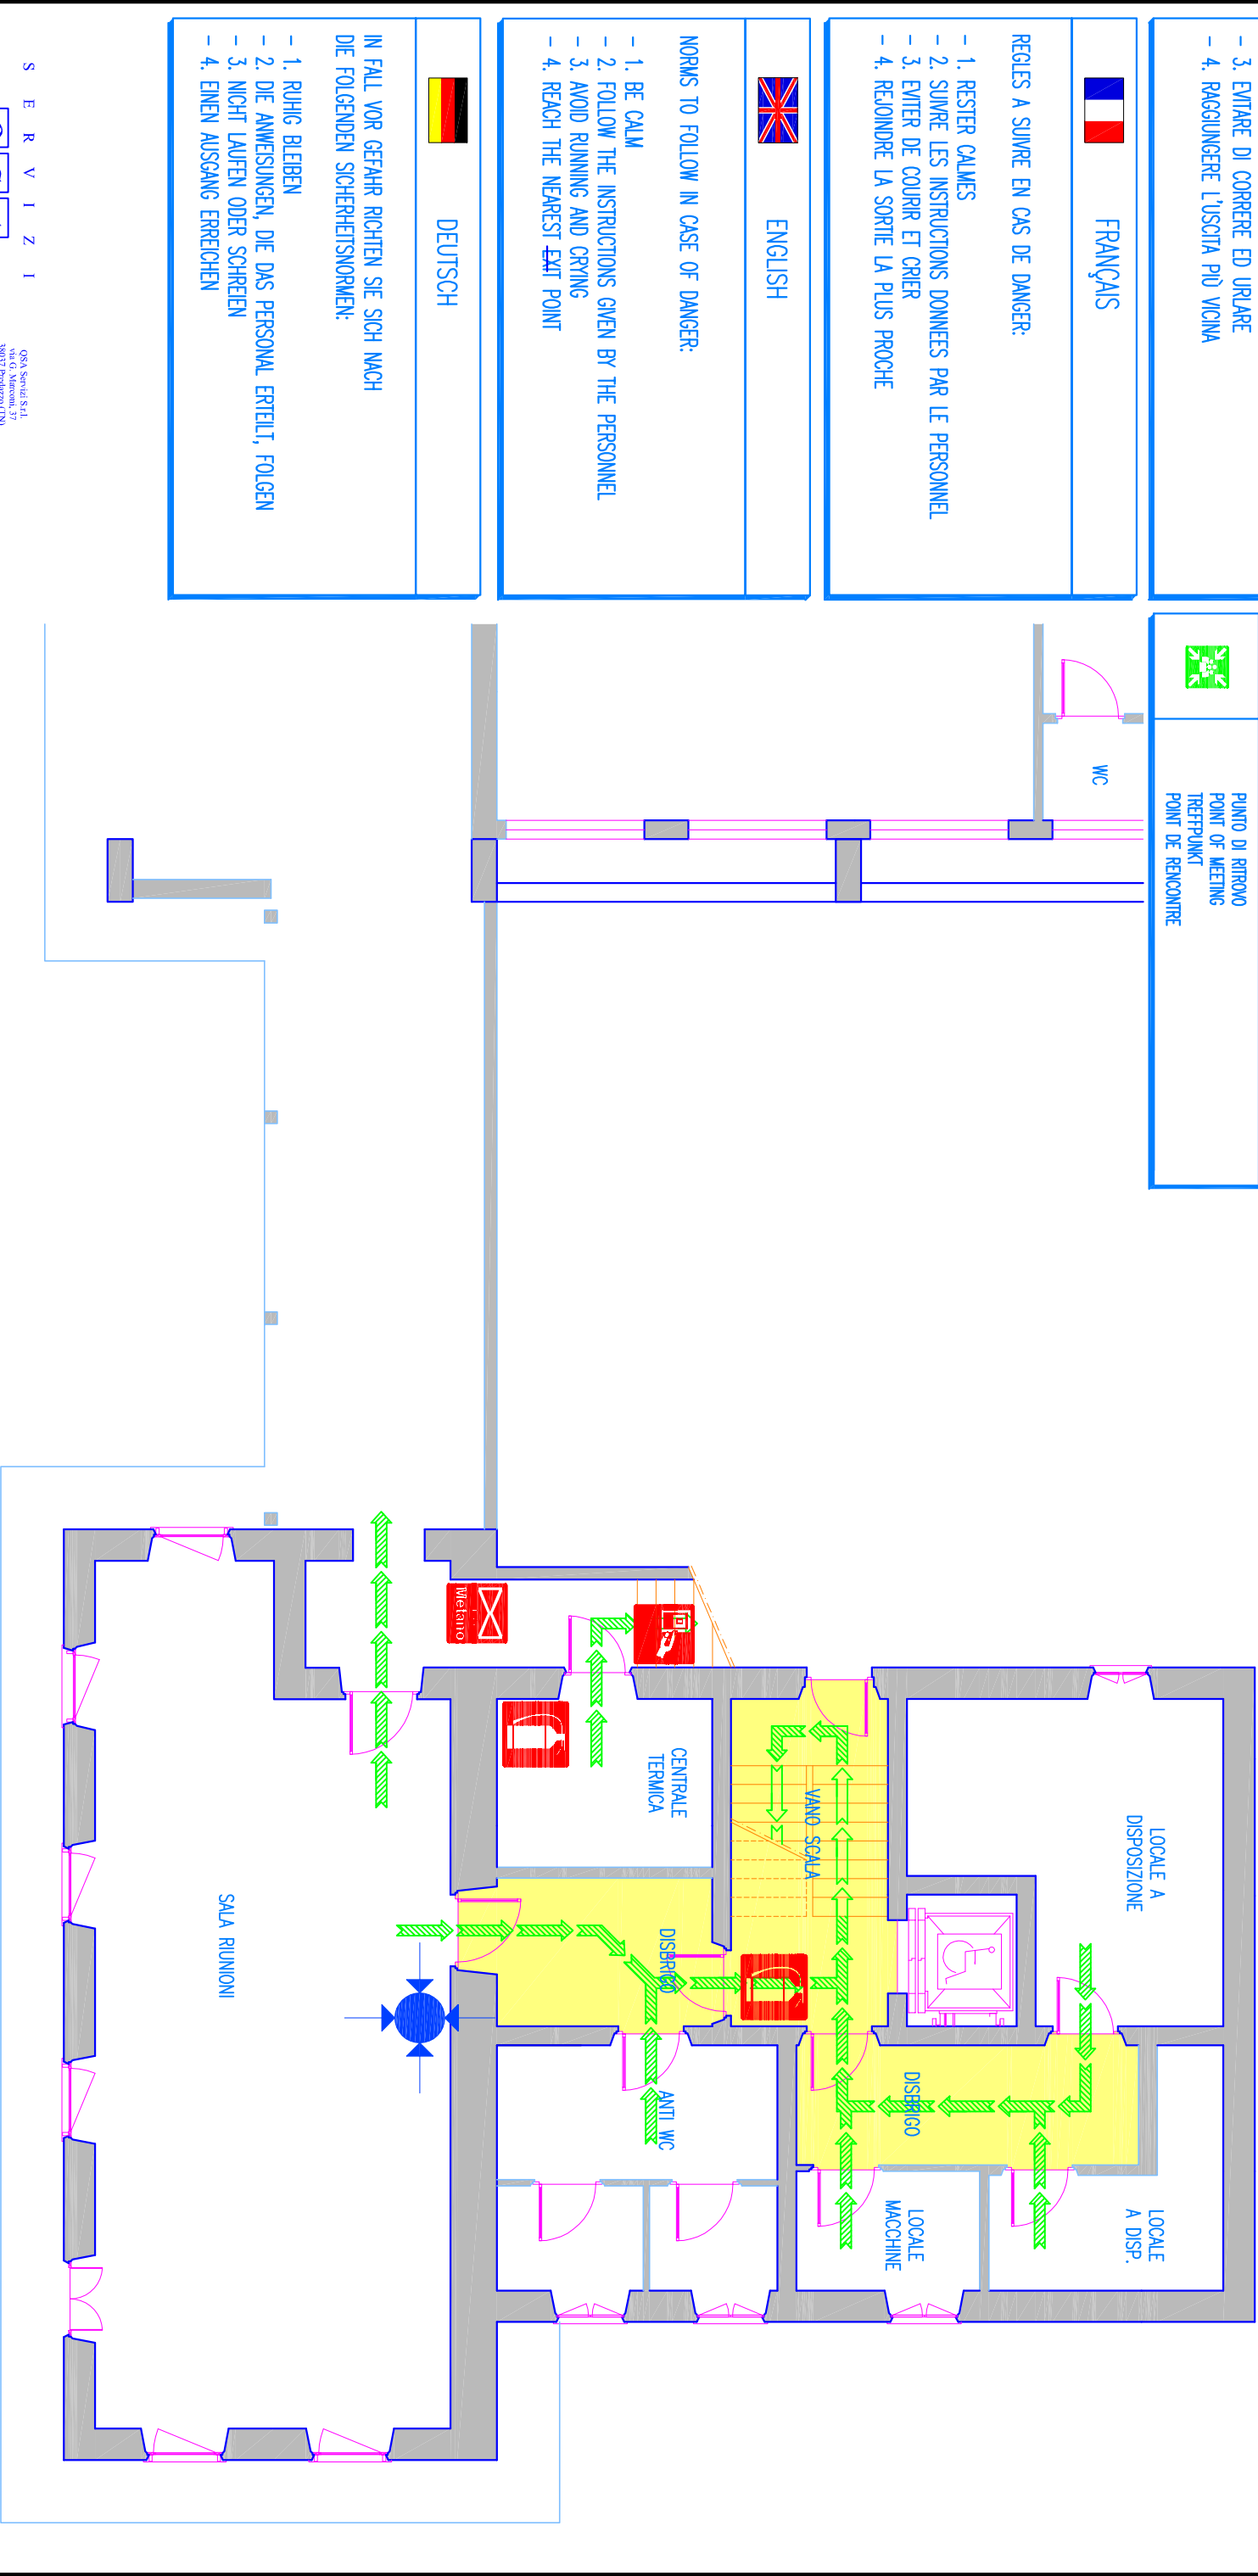 - 3. EVITARE DI CORRERE ED URLARE
- 4. RAGGIUNGERE L'USCITA PIÙ VICINA
FRANÇAIS
REGLES A SUIVRE EN CAS DE DANGER:
- 1. RESTER CALMES
- 2. SUIVRE LES INSTRUCTIONS DONNEES PAR LE PERSONNEL
- 3. EVITER DE COURIR ET CRIER
- 4. REJOINDRE LA SORTIE LA PLUS PROCHE
ENGLISH
NORMS TO FOLLOW IN CASE OF DANGER:
- 1. BE CALM
- 2. FOLLOW THE INSTRUCTIONS GIVEN BY THE PERSONNEL
- 3. AVOID RUNNING AND CRYING
- 4. REACH THE NEAREST EXIT POINT
DEUTSCH
IN FALL VOR GEFAHR RICHTEN SIE SICH NACH
DIE FOLGENDEN SICHERHEITSNORMEN:
- 1. RUHIG BLEIBEN
- 2. DIE ANWEISUNGEN, DIE DAS PERSONAL ERTEILT, FOLGEN
- 3. NICHT LAUFEN ODER SCHREIEN
- 4. EINEN AUSGANG ERREICHEN
S E R V I Z I
QSA Servizi S.r.l.
via G. Marconi, 37
38037 Predazzo (TN)
PUNTO DI RITROVO
POINT OF MEETING
TREFFPUNKT
POINT DE RENCONTRE
WC
LOCALE A
DISPOSIZIONE
LOCALE
A DISP.
LOCALE
MACCHINE
DISBRIGO
VANO SCALA
CENTRALE
TERMICA
DISBRIGO
ANTI WC
Metano
SALA RIUNIONI